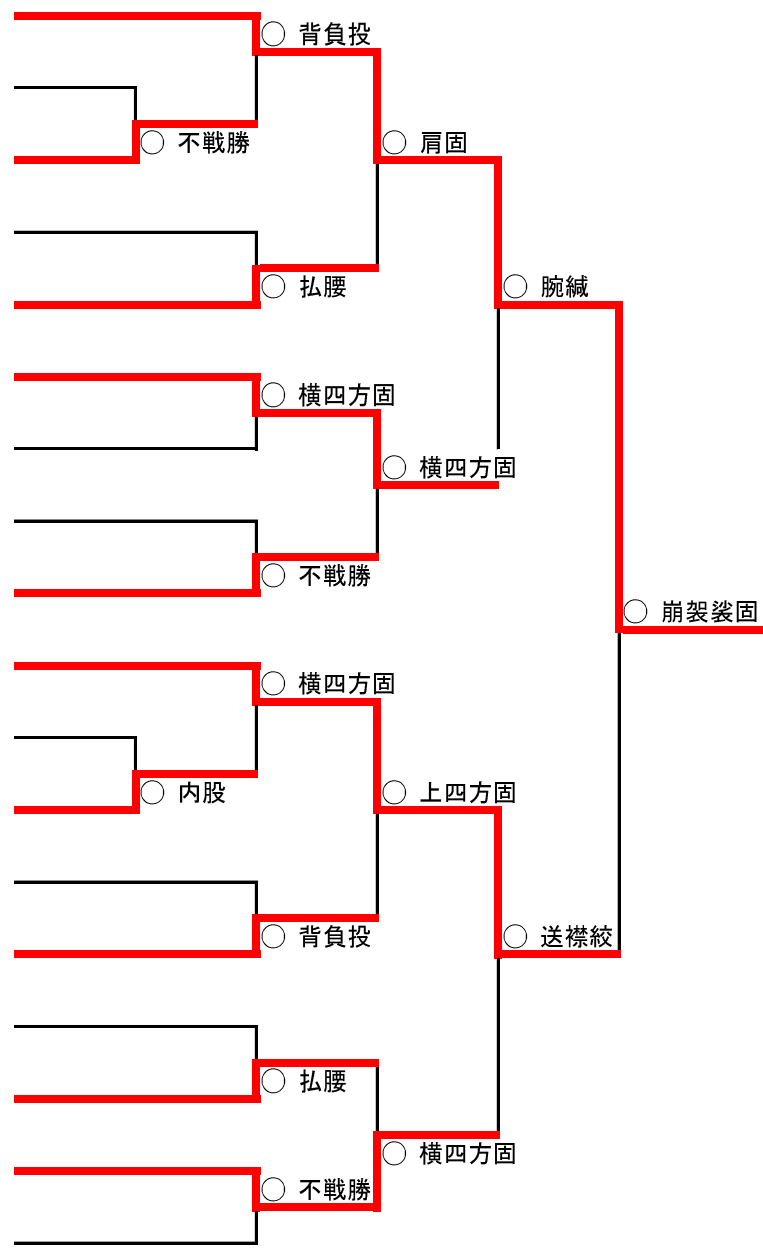 ○ 背負投
○ 不戦勝
○ 肩固
○ 払腰
○ 腕緘
○ 横四方固
○ 横四方固
○ 不戦勝
○ 崩袈裟固
○ 横四方固
○ 内股
○ 上四方固
○ 背負投
○ 送襟絞
○ 払腰
○ 横四方固
○ 不戦勝